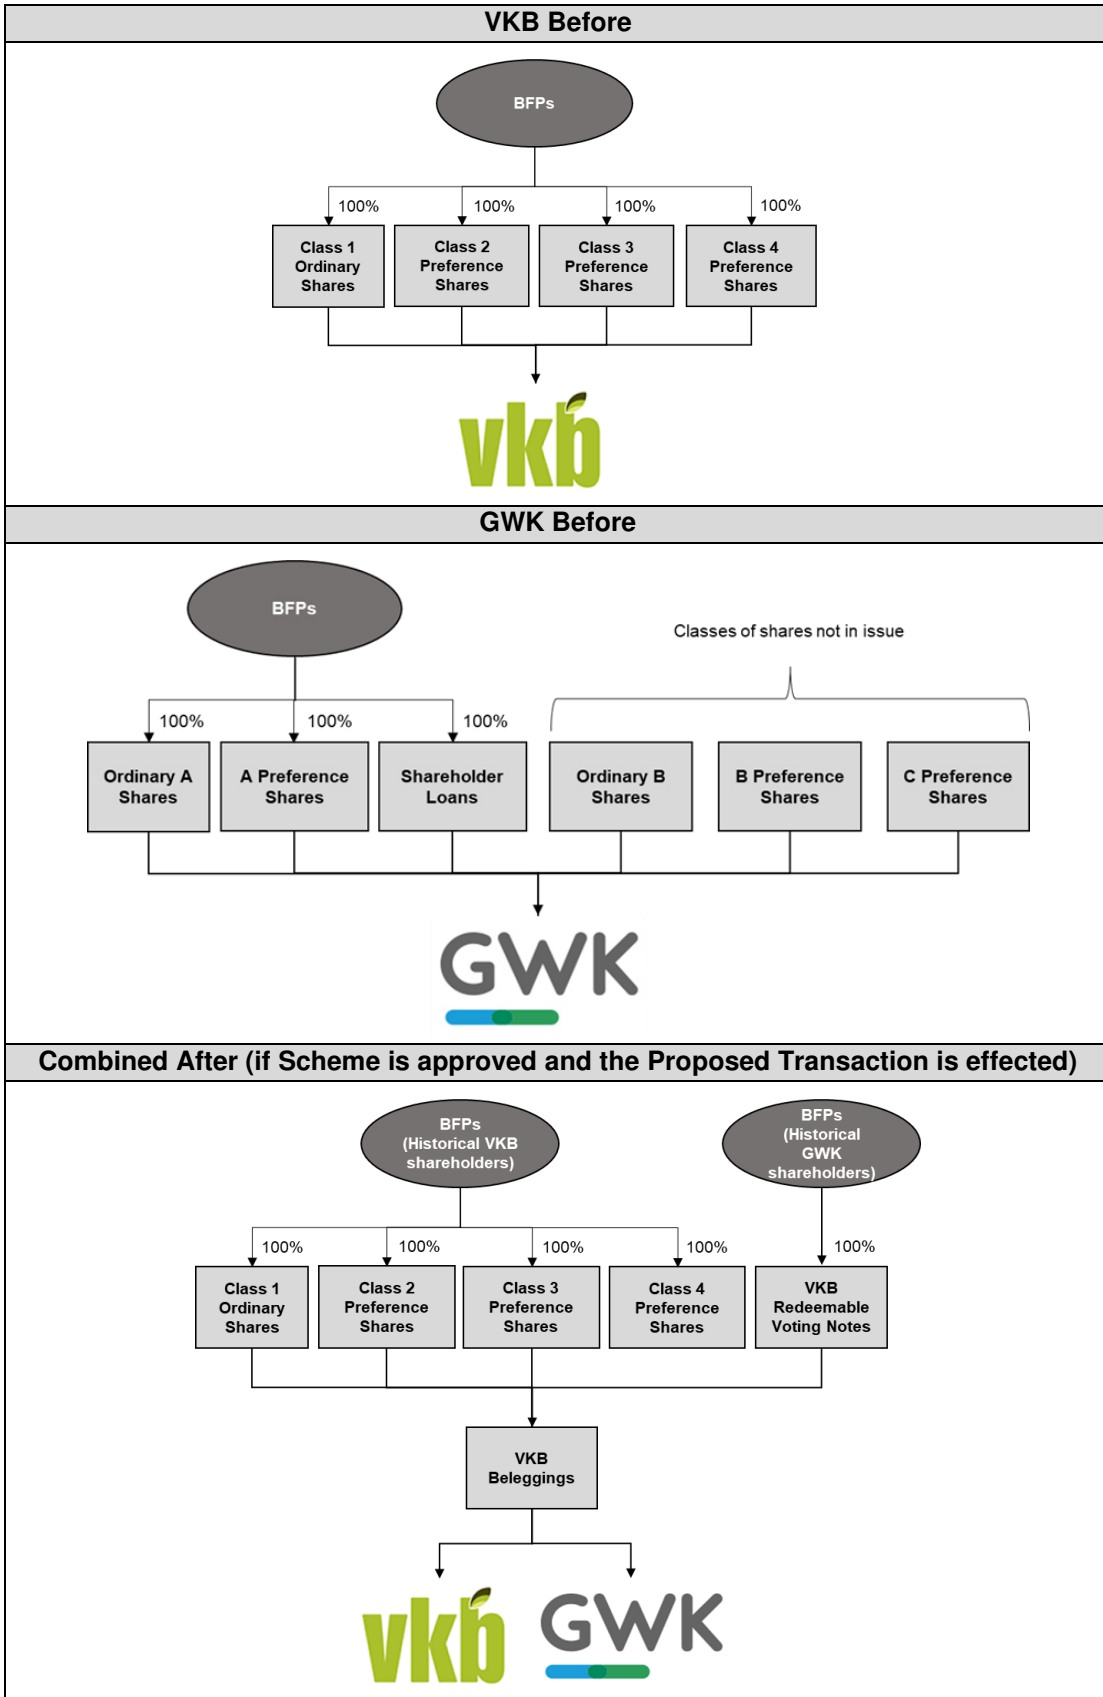 VKB Before
BFPs
100%
100%
100%
100%
Class 1
Ordinary
Shares
Class 2
Preference
Shares
Class 3
Preference
Shares
Class 4
Preference
Shares
vkb
GWK Before
BFPs
Classes of shares not in issue
100%
100%
100%
Ordinary A
Shares
A Preference
Shares
Shareholder
Loans
Ordinary B
Shares
B Preference
Shares
C Preference
Shares
GWK
Combined After (if Scheme is approved and the Proposed Transaction is effected)
BFPs
(Historical VKB
shareholders)
BFPs
(Historical
GWK
shareholders)
100%
100%
100%
100%
100%
Class 1
Ordinary
Shares
Class 2
Preference
Shares
Class 3
Preference
Shares
Class 4
Preference
Shares
VKB
Redeemable
Voting Notes
VKB
Beleggings
vkb
GWK